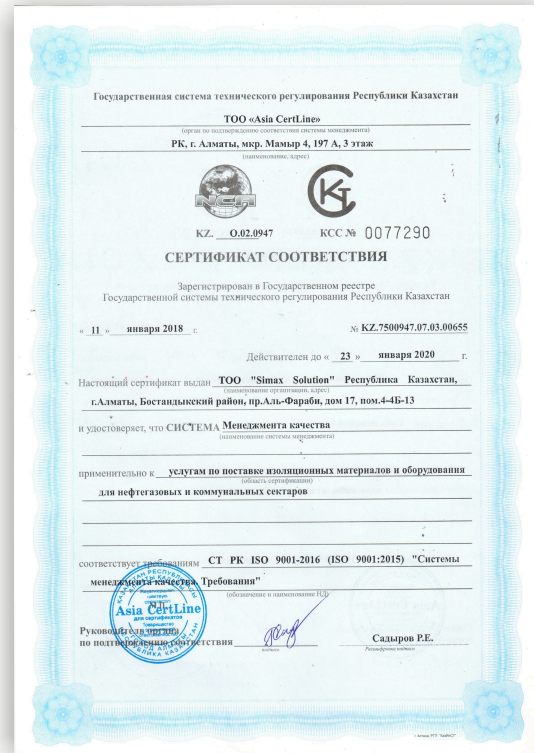 Государственная система технического регулирования Республики Казахстан
ТОО «Asia CertLine»
(орган по подтверждению соответствия системы менеджмента)
РК, г. Алматы, мкр. Мамыр 4, 197 А, 3 этаж
(наименование, адрес)
NCA
KZ. О.02.0947 КСС № 0077290
СЕРТИФИКАТ СООТВЕТСТВИЯ
Зарегистрирован в Государственном реестре
Государственной системы технического регулирования Республики Казахстан
« 11 » января 2018 г. № KZ.7500947.07.03.00655
Действителен до « 23 » января 2020 г.
Настоящий сертификат выдан ТОО "Simax Solution" Республика Казахстан,
(наименование организации, адрес)
г.Алматы, Бостандыкский район, пр.Аль-Фараби, дом 17, пом.4-4Б-13
и удостоверяет, что СИСТЕМА Менеджмента качества
(наименование системы менеджмента)
применительно к услугам по поставке изоляционных материалов и оборудования
(область сертификации)
для нефтегазовых и коммунальных сектаров
соответствует требованиям СТ РК ISO 9001-2016 (ISO 9001:2015) "Системы
менеджмента качества. Требования"
(обозначение и наименование НД)
М.П.
Asia CertLine
для сертификатов
Товарищество
Руководитель органа
по подтверждению соответствия Садыров Р.Е.
подпись Расшифровка подписи